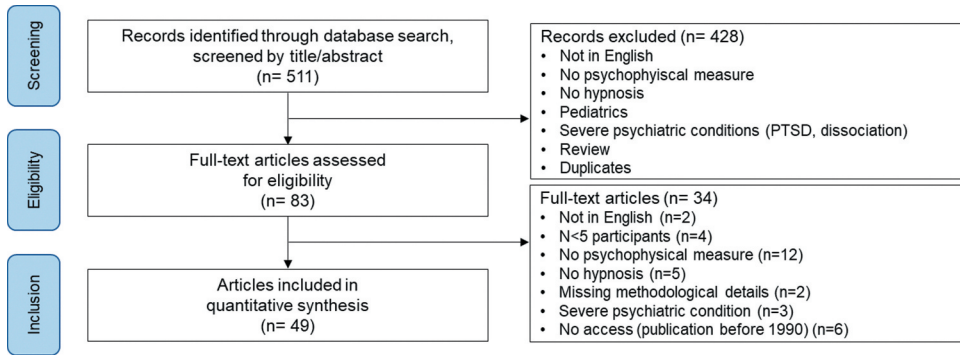 Screening
Records identified through database search,
screened by title/abstract
(n= 511)
Records excluded (n= 428)
• Not in English
• No psychophyiscal measure
• No hypnosis
• Pediatrics
• Severe psychiatric conditions (PTSD, dissociation)
• Review
• Duplicates
Eligibility
Full-text articles assessed
for eligibility
(n= 83)
Full-text articles (n= 34)
• Not in English (n=2)
• N<5 participants (n=4)
• No psychophysical measure (n=12)
• No hypnosis (n=5)
• Missing methodological details (n=2)
• Severe psychiatric condition (n=3)
• No access (publication before 1990) (n=6)
Inclusion
Articles included in
quantitative synthesis
(n= 49)